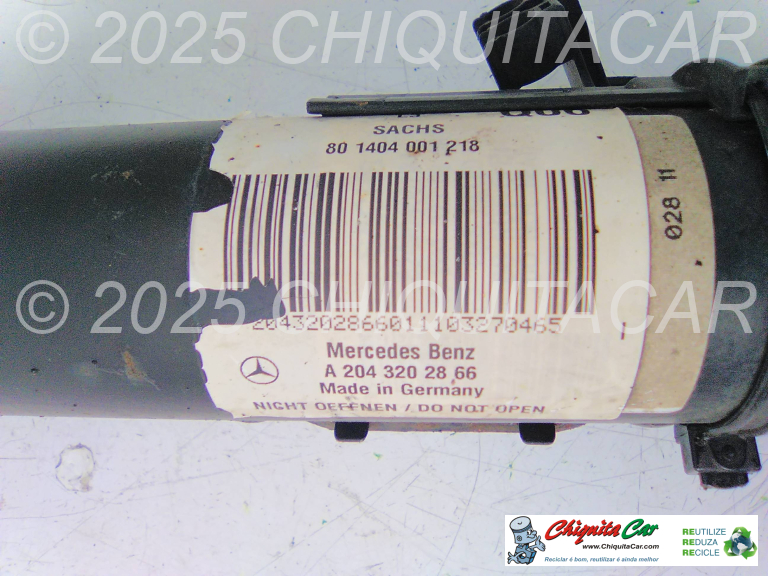 © 2025 CHIQUITACAR
SACHS
80 1404 001 218
028 11
© 2025 CHIQUITACAR
2043202866011103270465
Mercedes Benz
A 204 320 28 66
Made in Germany
NICHT OEFFNEN / DO NOT OPEN
Chiquita Car
www.ChiquitaCar.com
Reciclar é bom, reutilizar é ainda melhor
REUTILIZE
REDUZA
RECICLE